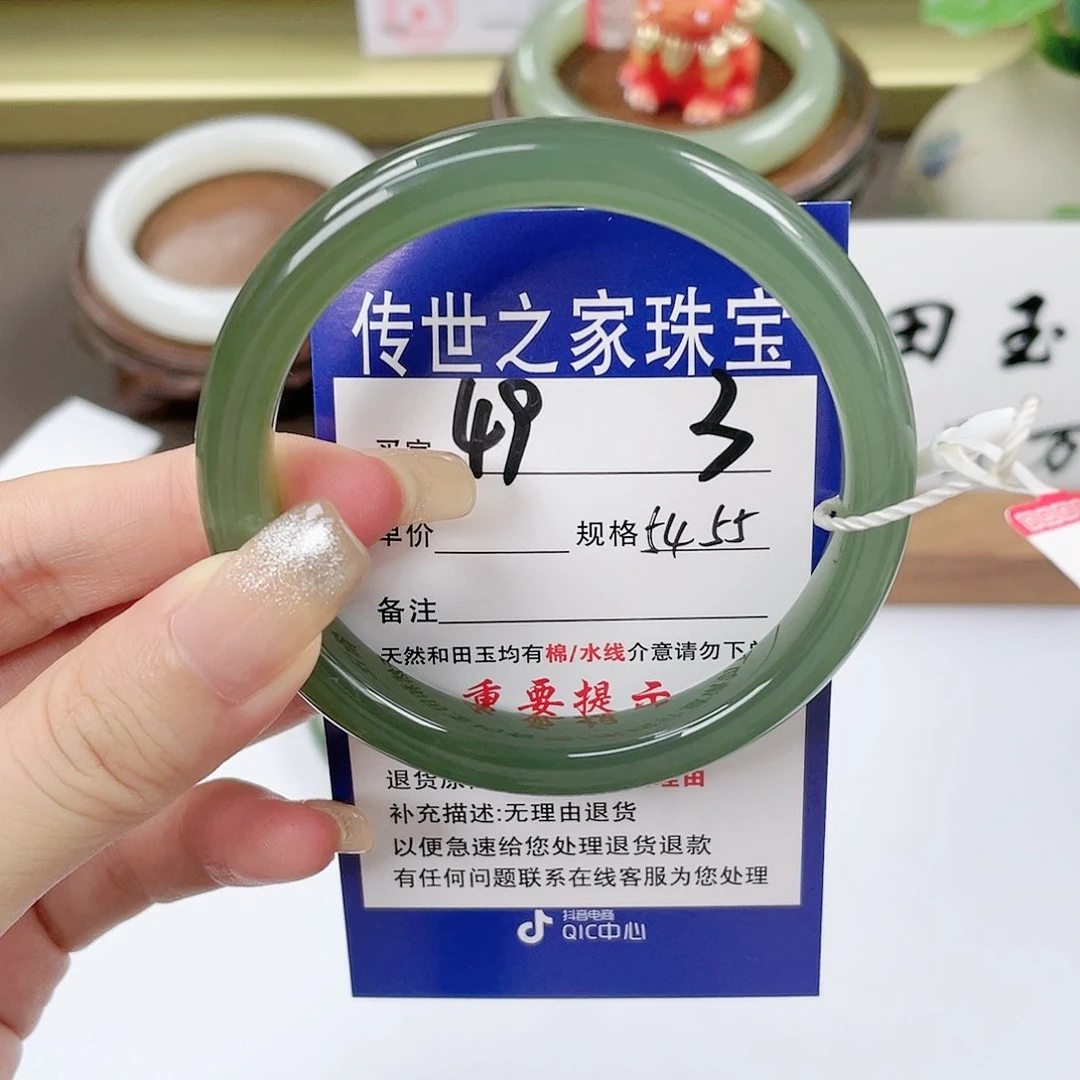 传世之家珠宝
49 3
单价 规格 54 55
备注
天然和田玉均有棉/水线介意请勿下单
重要提示
退货原 理由
补充描述:无理由退货
以便急速给您处理退货退款
有任何问题联系在线客服为您处理
抖音电商
QIC中心
田玉